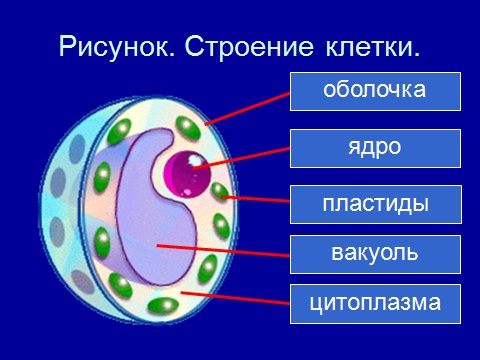 Рисунок. Строение клетки.
оболочка
ядро
пластиды
вакуоль
цитоплазма